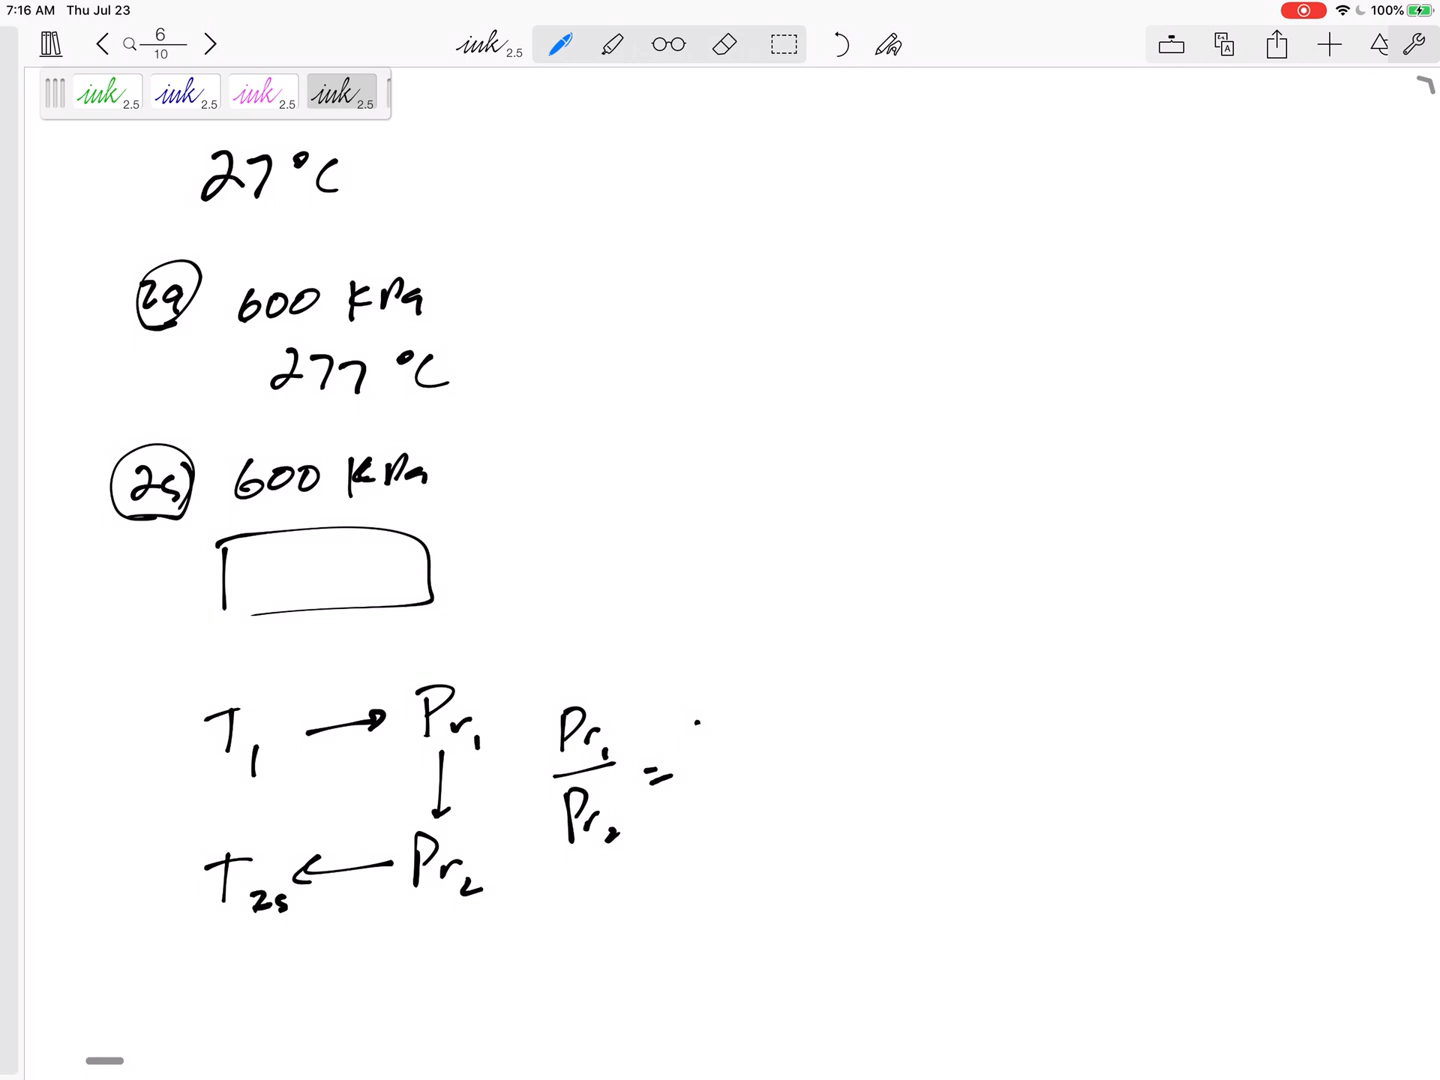 7:16 AM Thu Jul 23
100%
6
10
ink 2.5
ink 2.5
ink 2.5
ink 2.5
ink 2.5
27°C
2a 600 KPa
277 °C
2s 600 KPa
T1 → Pr1
Pr1 / Pr2 =
T2s ← Pr2